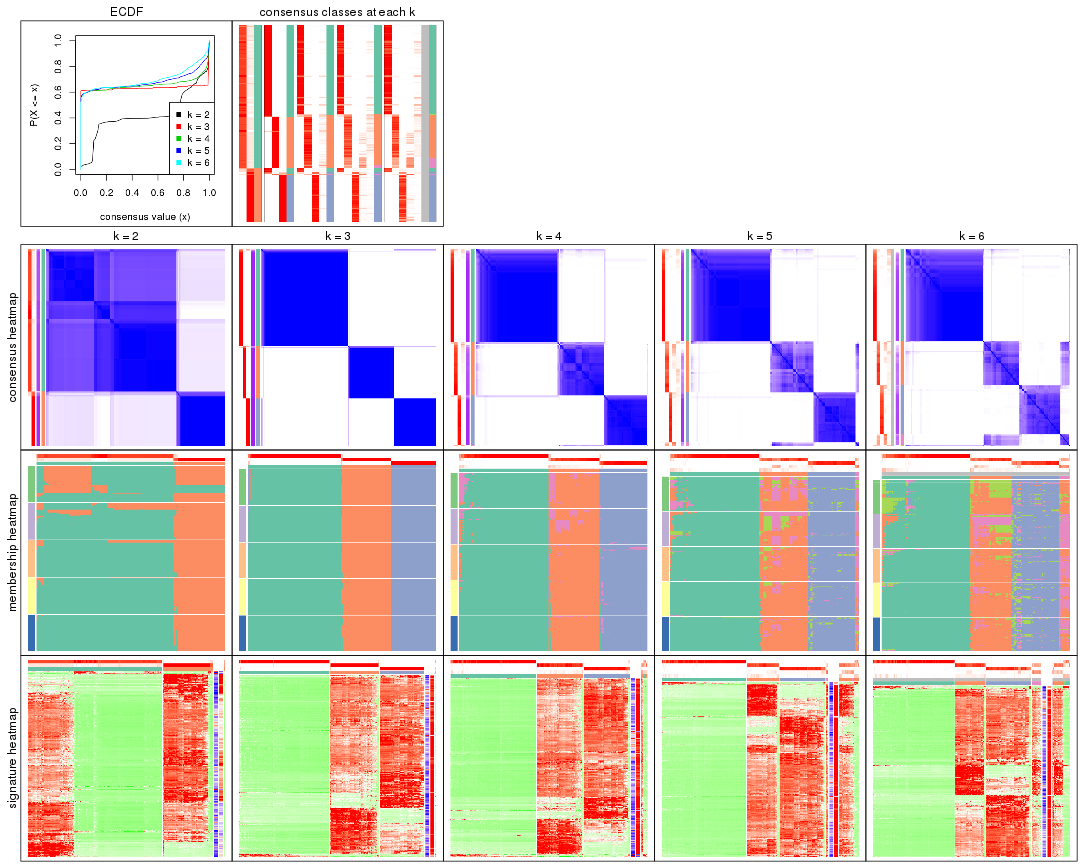 ECDF
consensus classes at each k
P(X <= x)
0.0 0.2 0.4 0.6 0.8 1.0
k = 2
k = 3
k = 4
k = 5
k = 6
0.0 0.2 0.4 0.6 0.8 1.0
consensus value (x)
k = 2
k = 3
k = 4
k = 5
k = 6
consensus heatmap
membership heatmap
signature heatmap